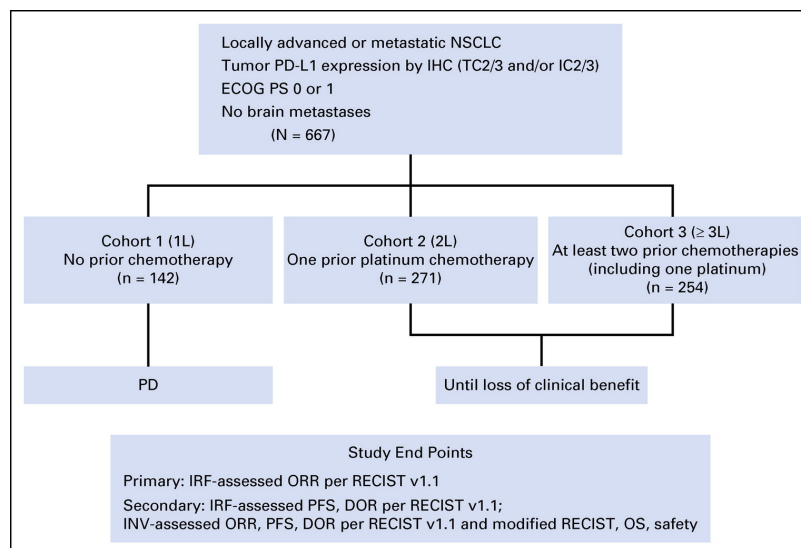 Locally advanced or metastatic NSCLC
Tumor PD-L1 expression by IHC (TC2/3 and/or IC2/3)
ECOG PS 0 or 1
No brain metastases
(N = 667)
Cohort 1 (1L)
No prior chemotherapy
(n = 142)
Cohort 2 (2L)
One prior platinum chemotherapy
(n = 271)
Cohort 3 (≥ 3L)
At least two prior chemotherapies
(including one platinum)
(n = 254)
PD
Until loss of clinical benefit
Study End Points
Primary: IRF-assessed ORR per RECIST v1.1
Secondary: IRF-assessed PFS, DOR per RECIST v1.1;
INV-assessed ORR, PFS, DOR per RECIST v1.1 and modified RECIST, OS, safety